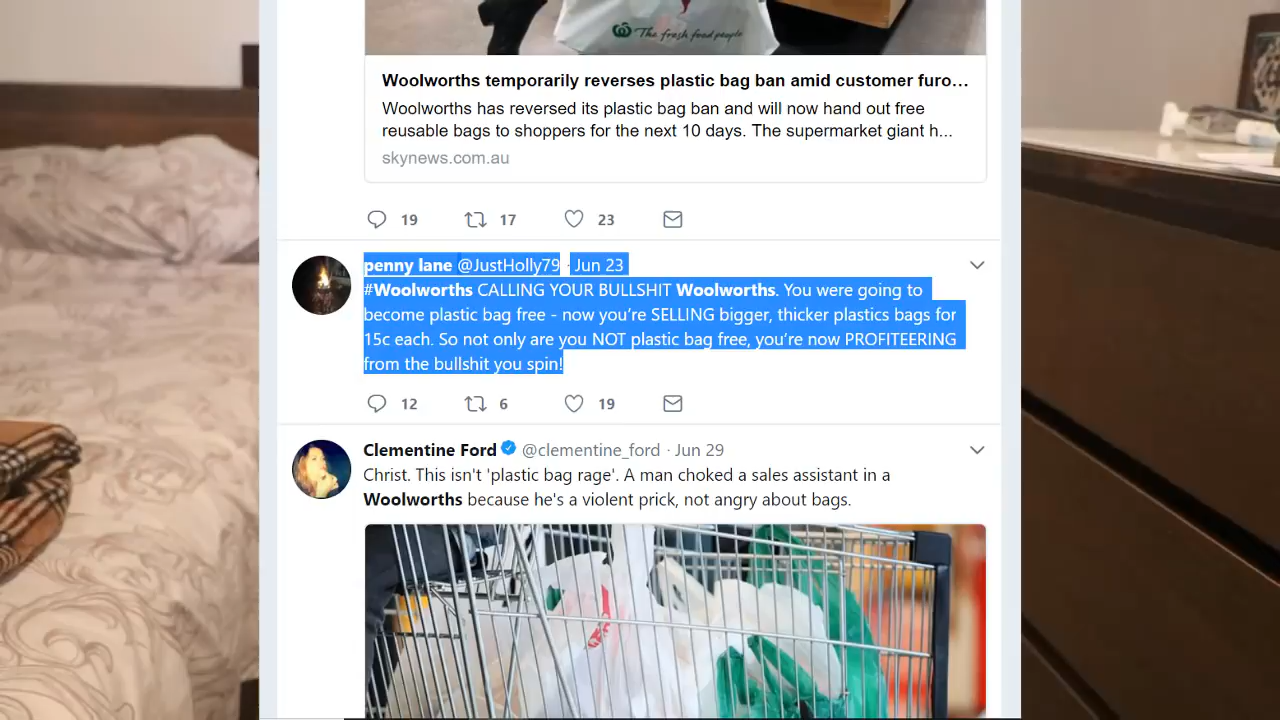 The fresh food people
Woolworths temporarily reverses plastic bag ban amid customer furo...
Woolworths has reversed its plastic bag ban and will now hand out free
reusable bags to shoppers for the next 10 days. The supermarket giant h...
skynews.com.au
19 17 23
penny lane @JustHolly79 · Jun 23
#Woolworths CALLING YOUR BULLSHIT Woolworths. You were going to
become plastic bag free - now you're SELLING bigger, thicker plastics bags for
15c each. So not only are you NOT plastic bag free, you're now PROFITEERING
from the bullshit you spin!
12 6 19
Clementine Ford @clementine_ford · Jun 29
Christ. This isn't 'plastic bag rage'. A man choked a sales assistant in a
Woolworths because he's a violent prick, not angry about bags.